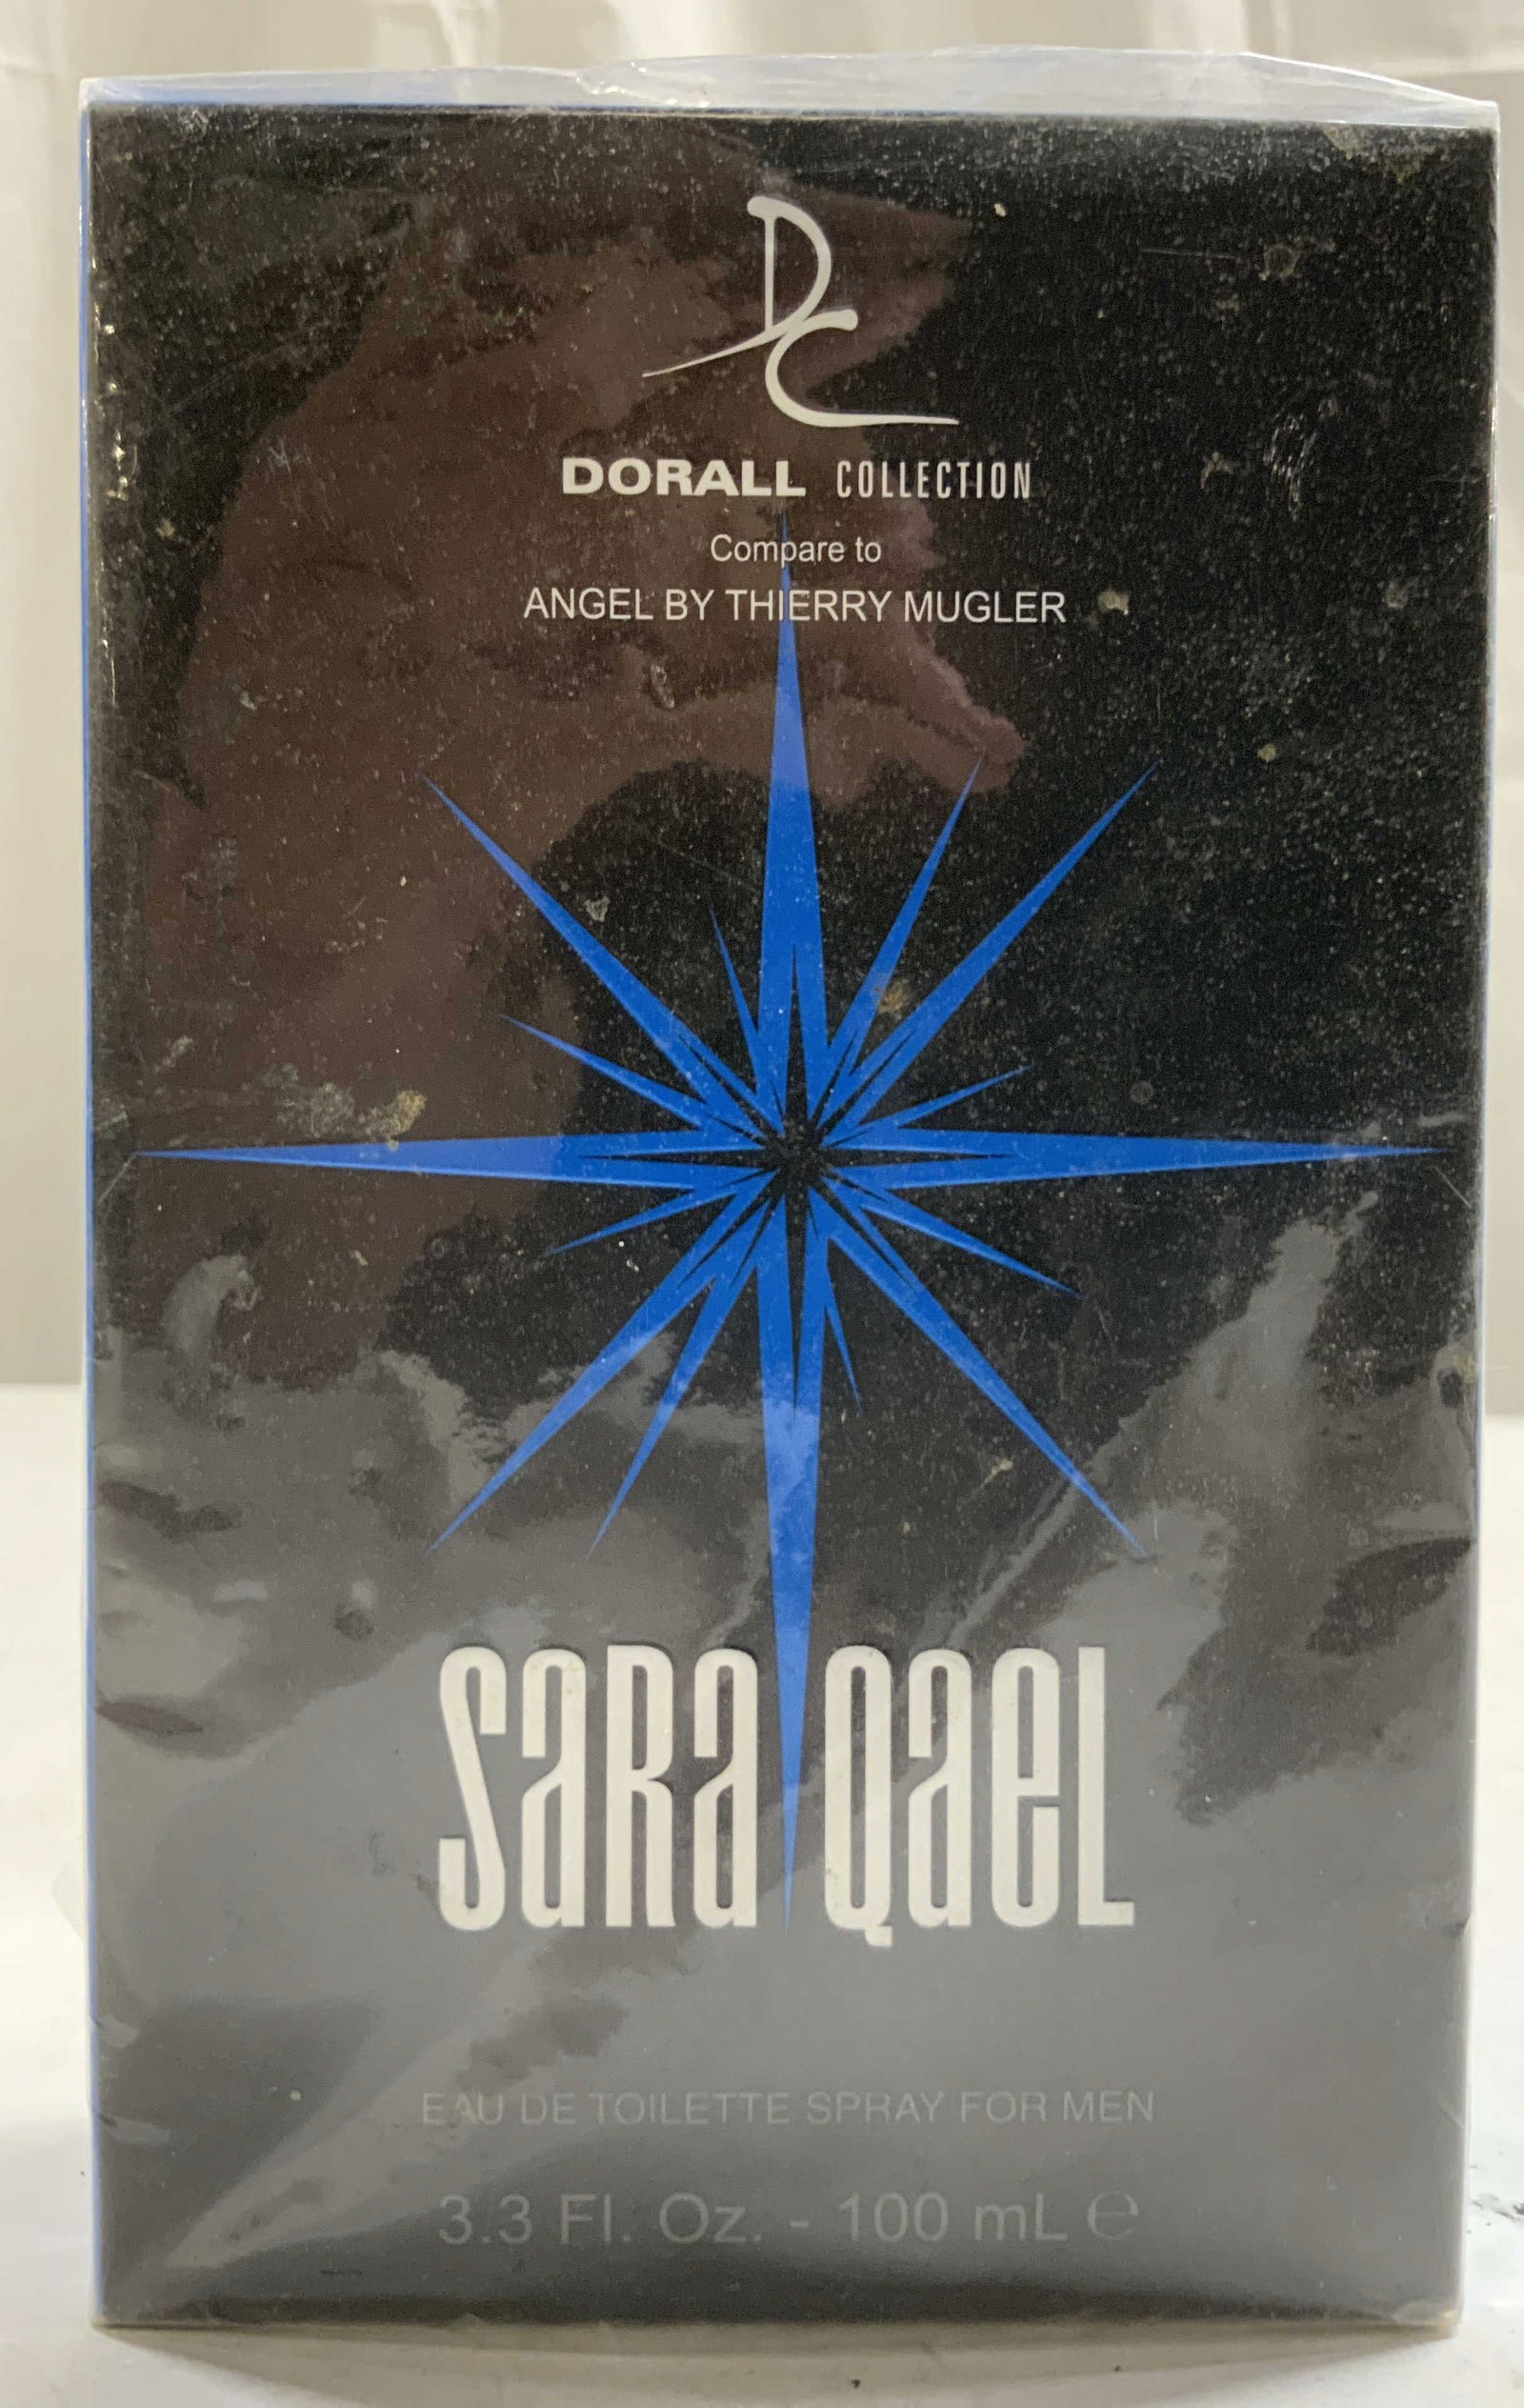 DC
DORALL COLLECTION
Compare to
ANGEL BY THIERRY MUGLER
SaRa QaeL
EAU DE TOILETTE SPRAY FOR MEN
3.3 Fl. Oz. - 100 mL ℮